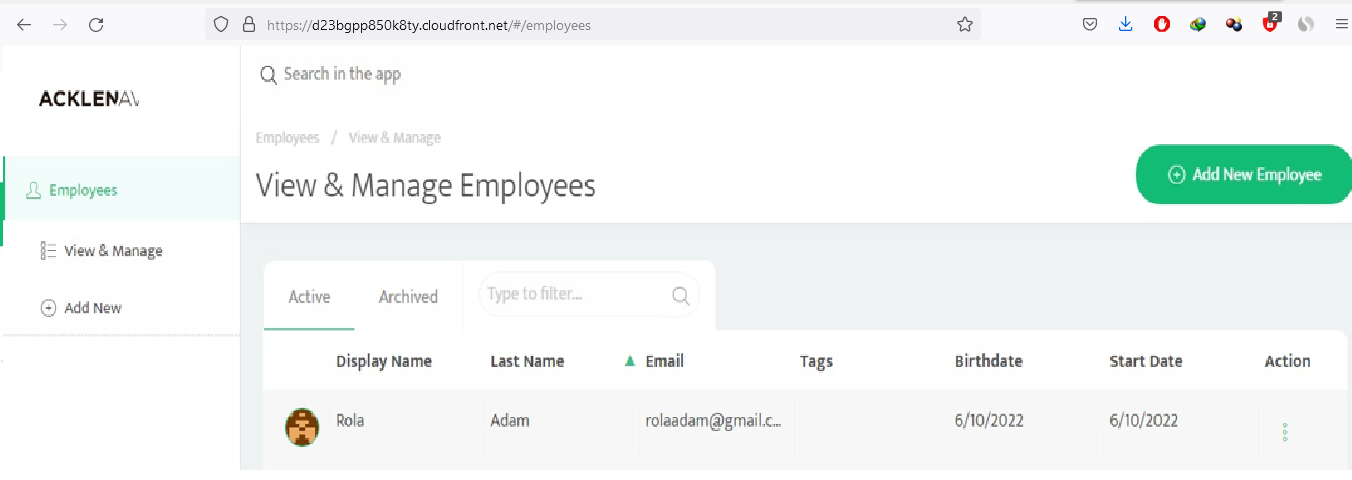 https://d23bgpp850k8ty.cloudfront.net/#/employees
2
ACKLENAV
Search in the app
Employees / View & Manage
View & Manage Employees
Add New Employee
Employees
View & Manage
Add New
Active Archived Type to filter...
Display Name Last Name Email Tags Birthdate Start Date Action
Rola Adam rolaadam@gmail.c... 6/10/2022 6/10/2022